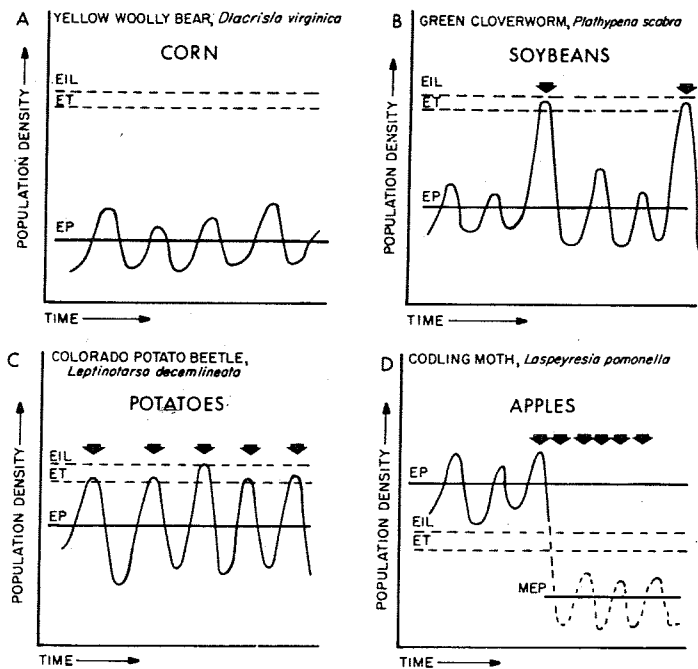 A YELLOW WOOLLY BEAR, Diacrisia virginica
CORN
EIL
ET
EP
POPULATION DENSITY
TIME
B GREEN CLOVERWORM, Plathypena scabra
SOYBEANS
EIL
ET
EP
POPULATION DENSITY
TIME
C COLORADO POTATO BEETLE,
Leptinotarsa decemlineata
POTATOES
EIL
ET
EP
POPULATION DENSITY
TIME
D CODLING MOTH, Laspeyresia pomonella
APPLES
EP
EIL
ET
MEP
POPULATION DENSITY
TIME